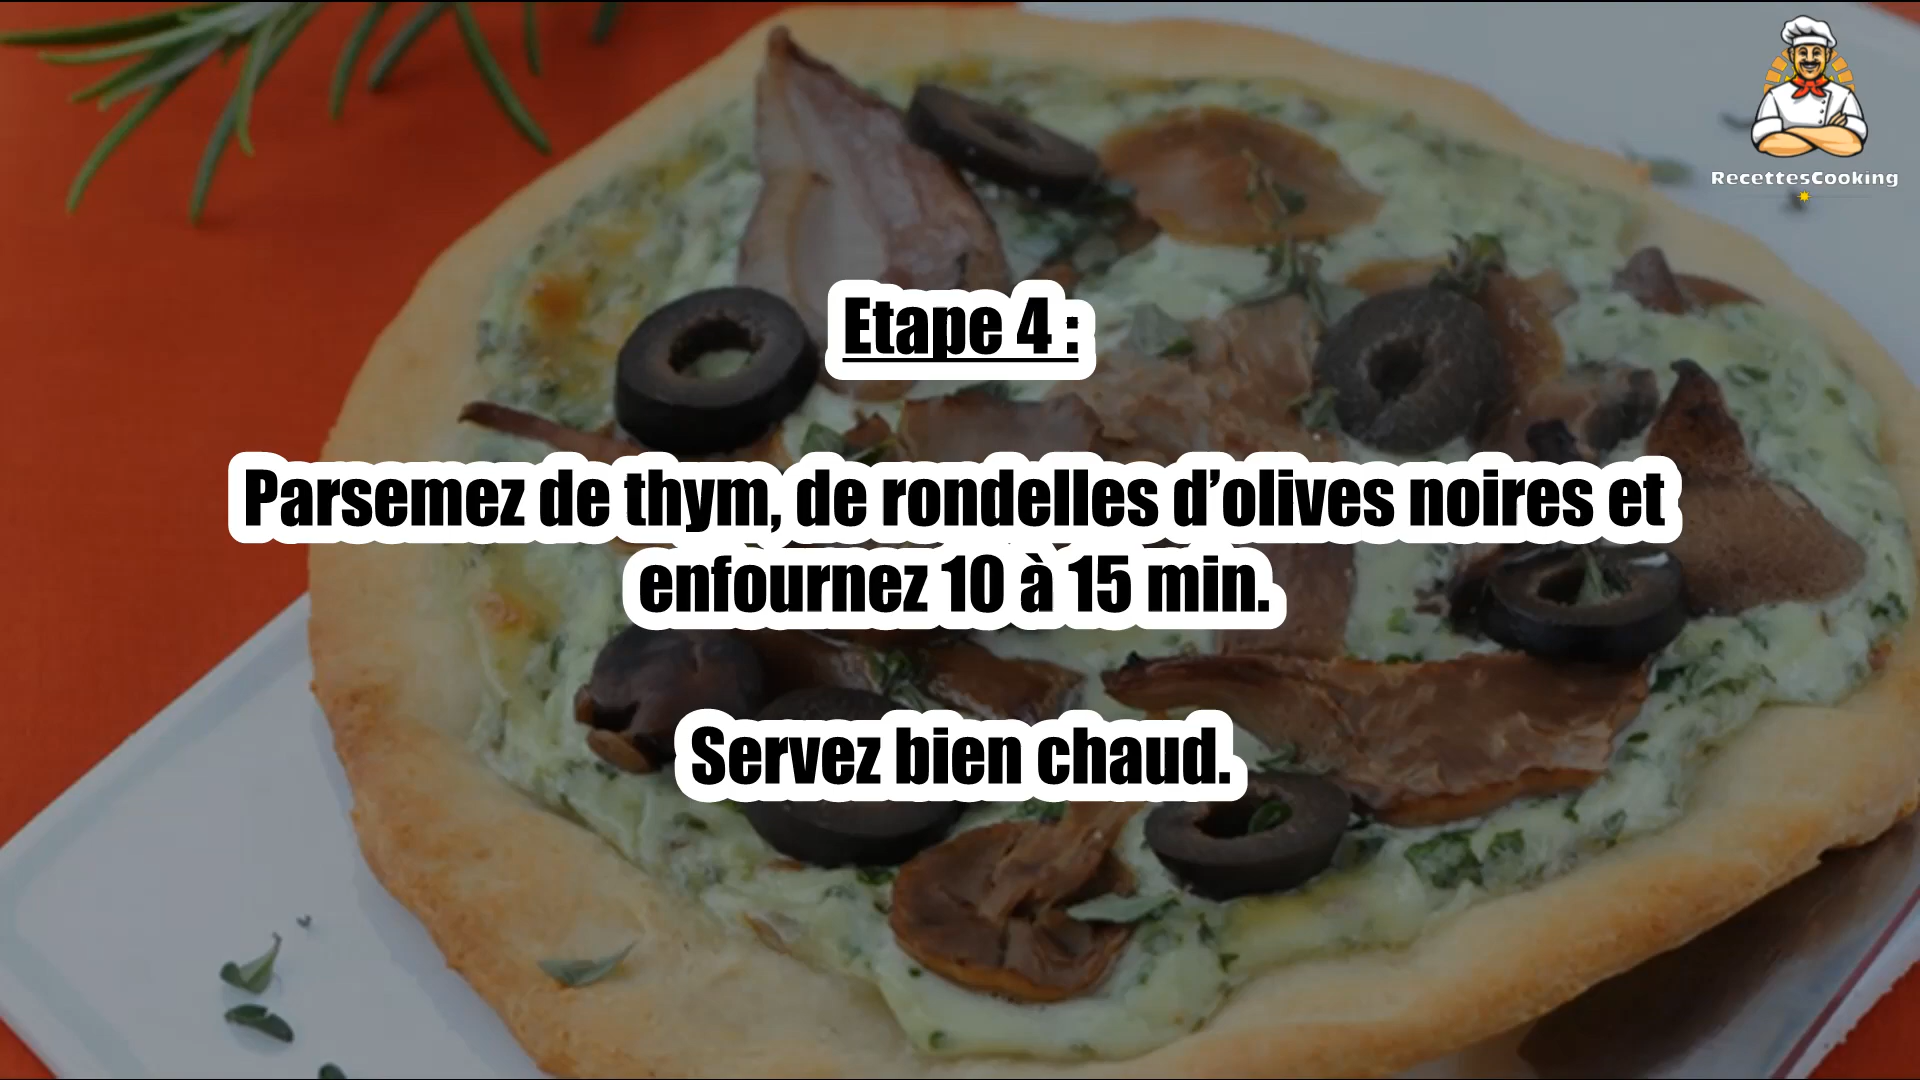 RecettesCooking
Etape 4 :
Parsemez de thym, de rondelles d’olives noires et
enfournez 10 à 15 min.
Servez bien chaud.